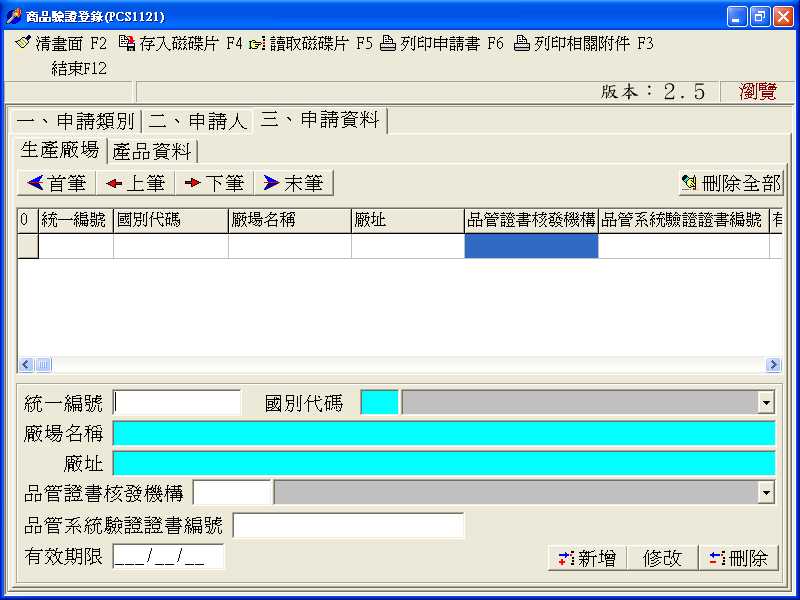 商品驗證登錄(PCS1121)
清畫面 F2 存入磁碟片 F4 讀取磁碟片 F5 列印申請書 F6 列印相關附件 F3
結束F12
版本：2.5 瀏覽
一、申請類別 二、申請人 三、申請資料
生產廠場 產品資料
首筆 上筆 下筆 末筆 刪除全部
0 統一編號 國別代碼 廠場名稱 廠址 品管證書核發機構 品管系統驗證證書編號 有
統一編號 國別代碼
廠場名稱
廠址
品管證書核發機構
品管系統驗證證書編號
有效期限 ___/__/__ 新增 修改 刪除